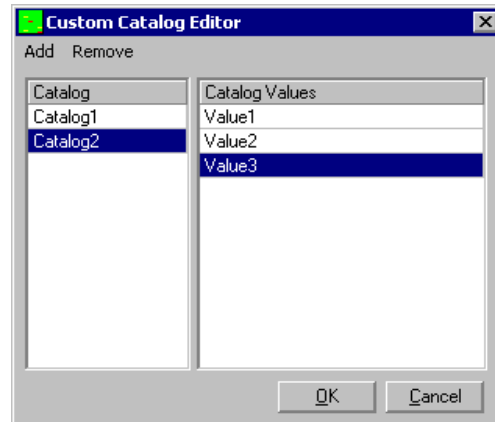 Custom Catalog Editor
Add Remove
Catalog
Catalog1
Catalog2
Catalog Values
Value1
Value2
Value3
OK
Cancel